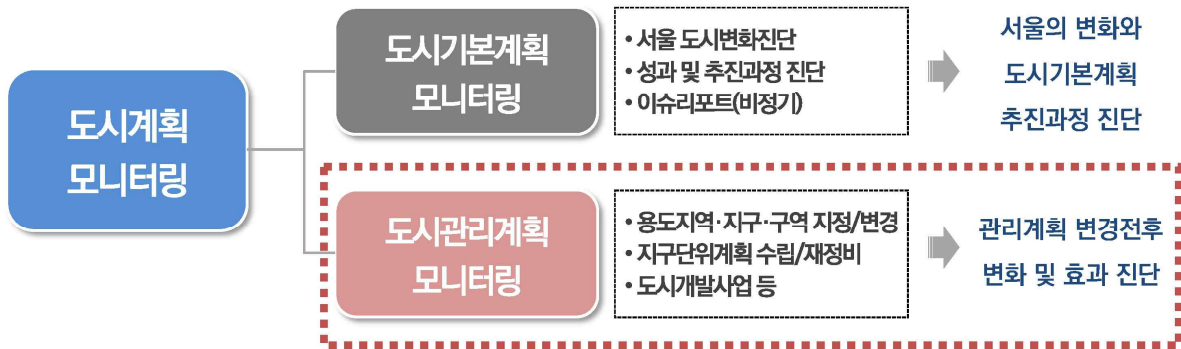 도시계획
모니터링
도시기본계획
모니터링
• 서울 도시변화진단
• 성과 및 추진과정 진단
• 이슈리포트(비정기)
서울의 변화와
도시기본계획
추진과정 진단
도시관리계획
모니터링
• 용도지역·지구·구역 지정/변경
• 지구단위계획 수립/재정비
• 도시개발사업 등
관리계획 변경전후
변화 및 효과 진단